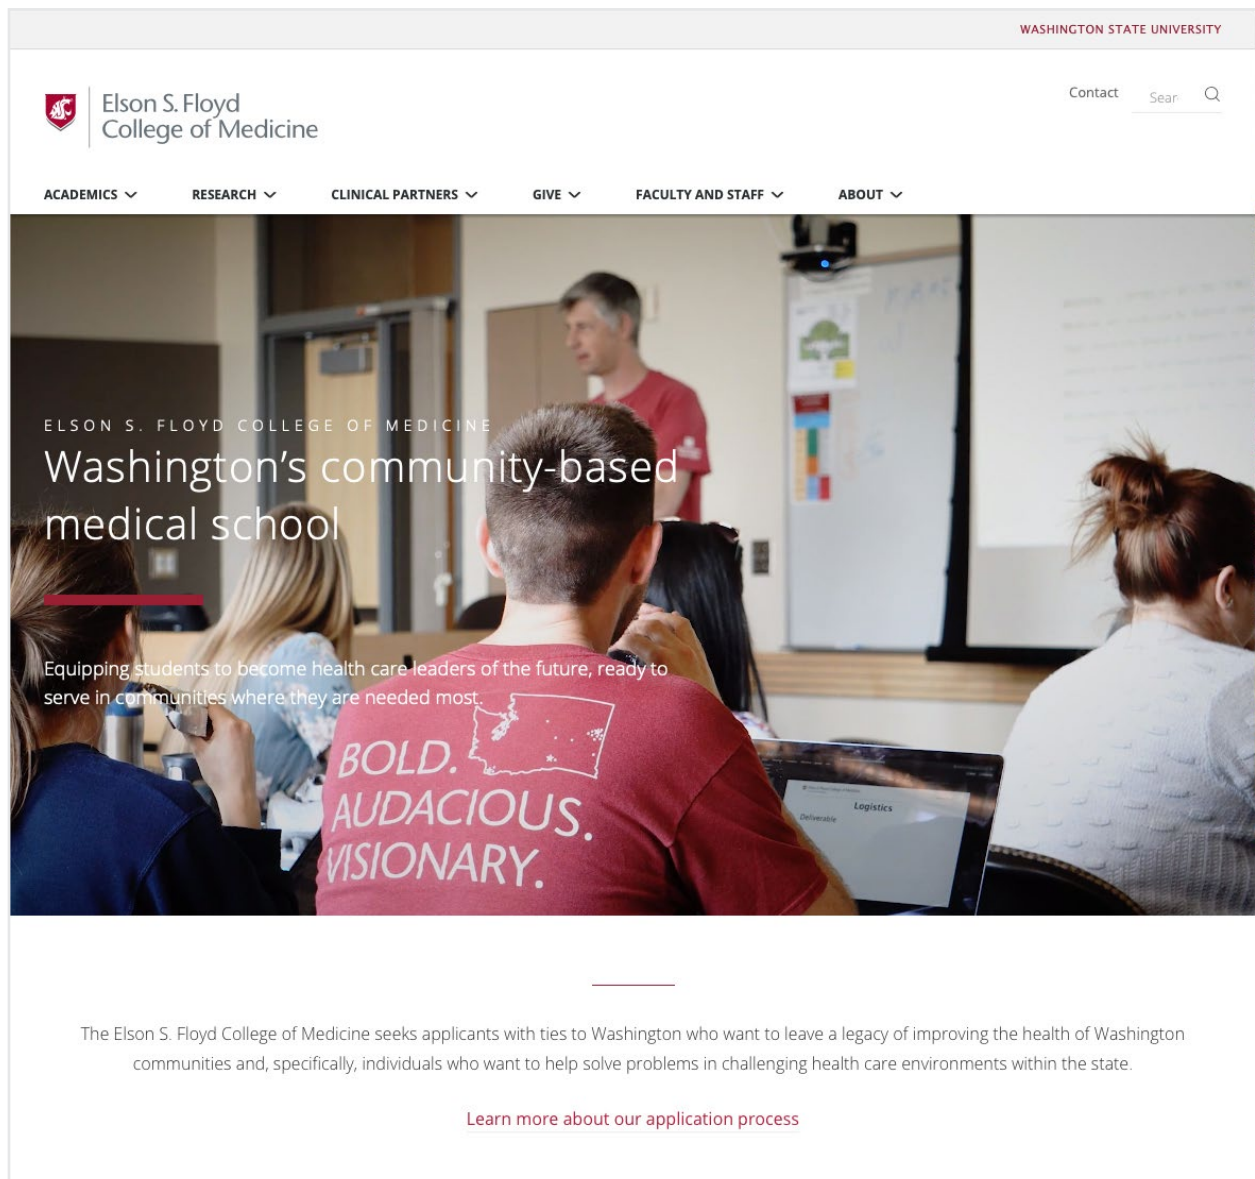 WASHINGTON STATE UNIVERSITY
Elson S. Floyd
College of Medicine
Contact
Sear
ACADEMICS
RESEARCH
CLINICAL PARTNERS
GIVE
FACULTY AND STAFF
ABOUT
ELSON S. FLOYD COLLEGE OF MEDICINE
Washington's community-based
medical school
Equipping students to become health care leaders of the future, ready to
serve in communities where they are needed most.
BOLD.
AUDACIOUS.
VISIONARY.
Logistics
Deliverable
The Elson S. Floyd College of Medicine seeks applicants with ties to Washington who want to leave a legacy of improving the health of Washington
communities and, specifically, individuals who want to help solve problems in challenging health care environments within the state.
Learn more about our application process